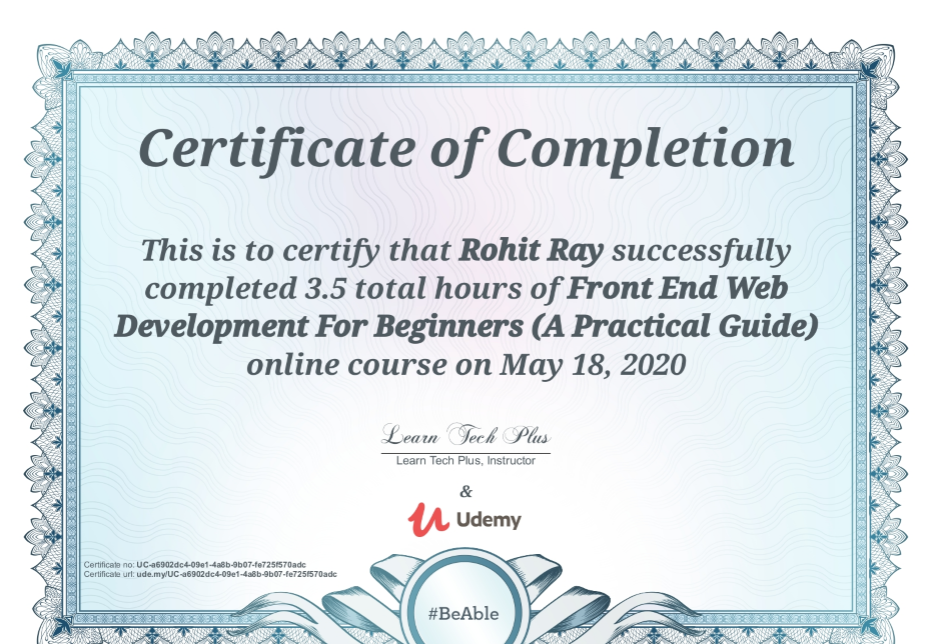 Certificate of Completion
This is to certify that Rohit Ray successfully
completed 3.5 total hours of Front End Web
Development For Beginners (A Practical Guide)
online course on May 18, 2020
Learn Tech Plus
Learn Tech Plus, Instructor
&
Udemy
Certificate no: UC-a6902dc4-09e1-4a8b-9b07-fe725f570adc
Certificate url: ude.my/UC-a6902dc4-09e1-4a8b-9b07-fe725f570adc
#BeAble